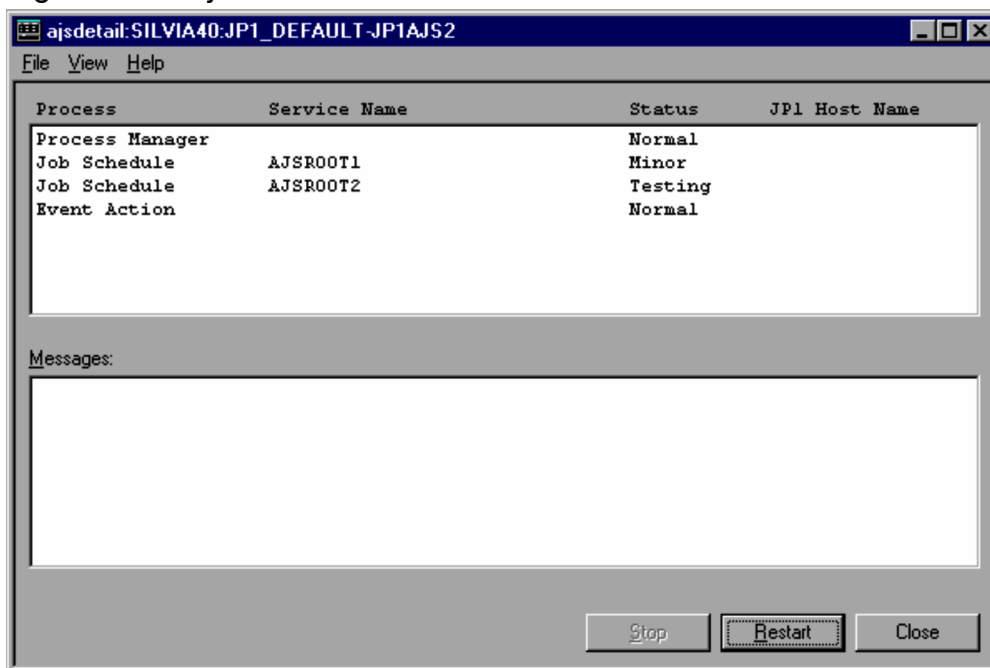 ajsdetail:SILVIA40:JP1_DEFAULT-JP1AJS2
File View Help
Process Service Name Status JP1 Host Name
Process Manager Normal
Job Schedule AJSROOT1 Minor
Job Schedule AJSROOT2 Testing
Event Action Normal
Messages:
Stop Restart Close